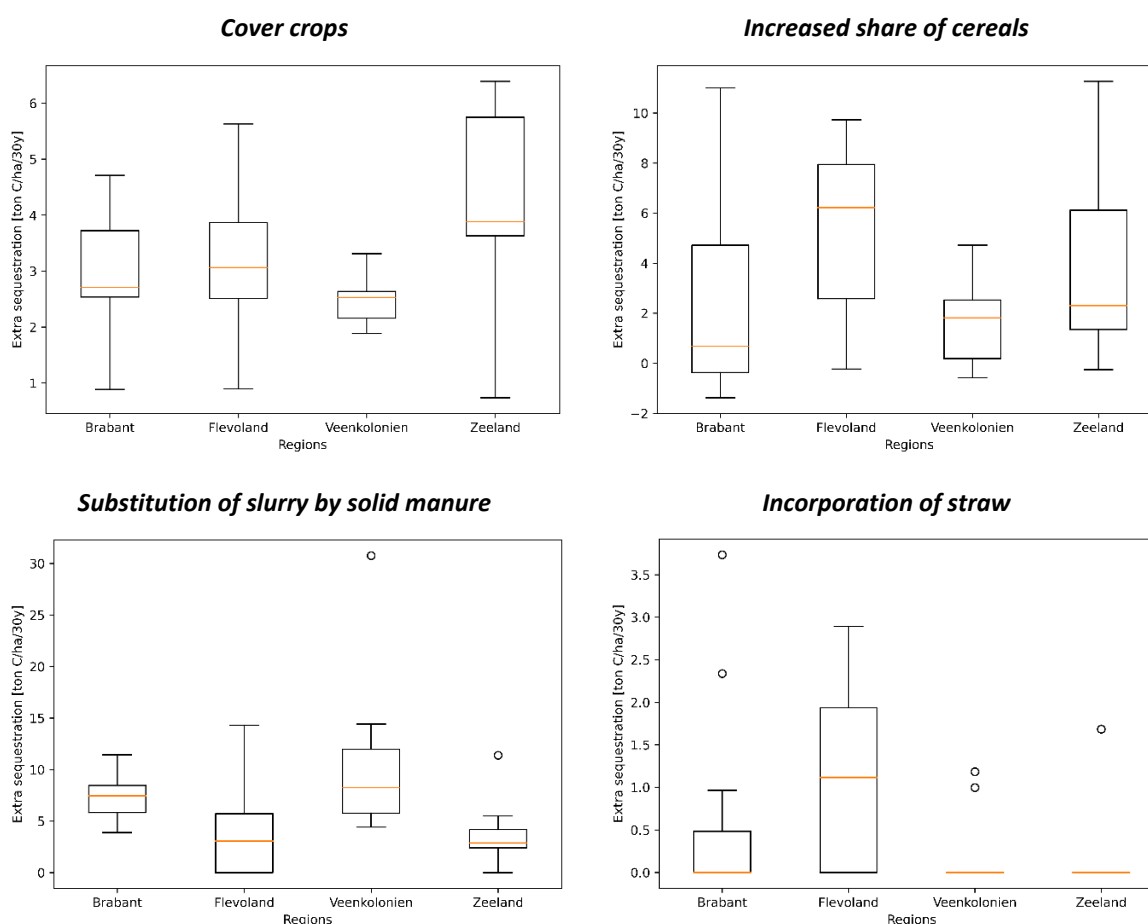 Cover crops
Extra sequestration [ton C/ha/30y]
6
5
4
3
2
1
Brabant Flevoland Veenkolonien Zeeland
Regions
Increased share of cereals
Extra sequestration [ton C/ha/30y]
10
8
6
4
2
0
−2
Brabant Flevoland Veenkolonien Zeeland
Regions
Substitution of slurry by solid manure
Extra sequestration [ton C/ha/30y]
30
25
20
15
10
5
0
Brabant Flevoland Veenkolonien Zeeland
Regions
Incorporation of straw
Extra sequestration [ton C/ha/30y]
3.5
3.0
2.5
2.0
1.5
1.0
0.5
0.0
Brabant Flevoland Veenkolonien Zeeland
Regions